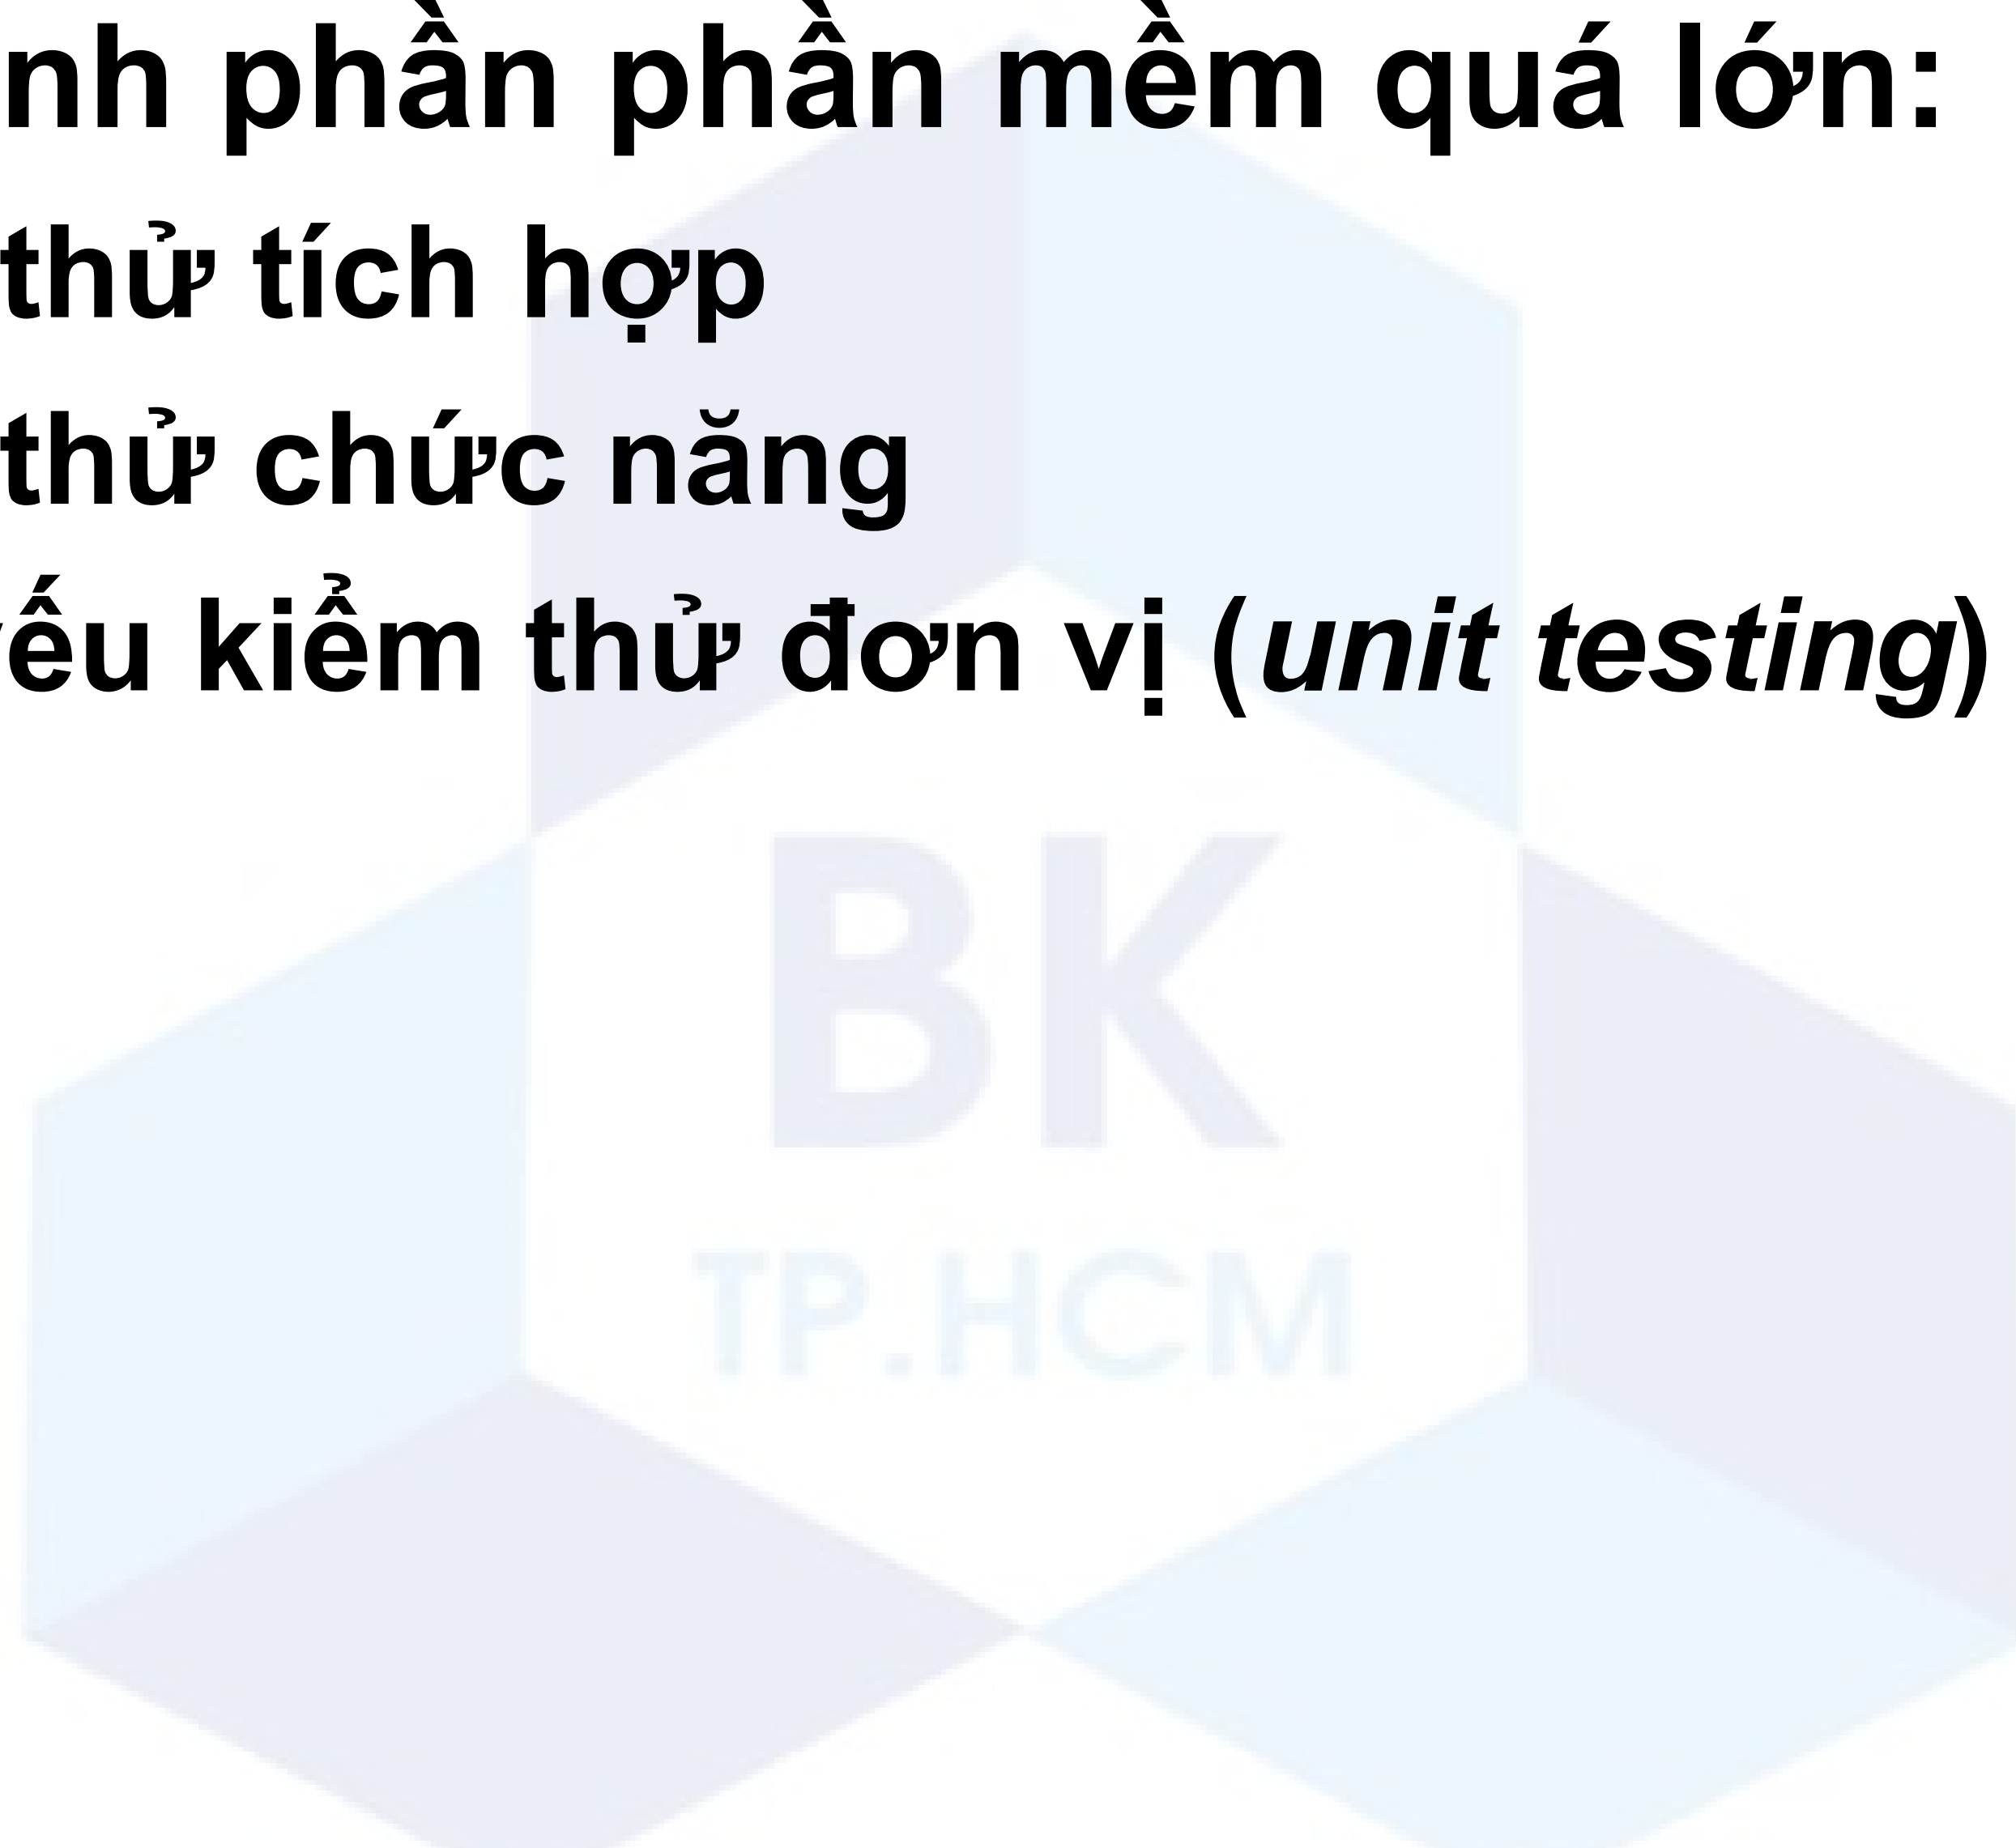 nh phần phần mềm quá lớn:
thử tích hợp
thử chức năng
ếu kiểm thử đơn vị (unit testing)
BK
TP.HCM